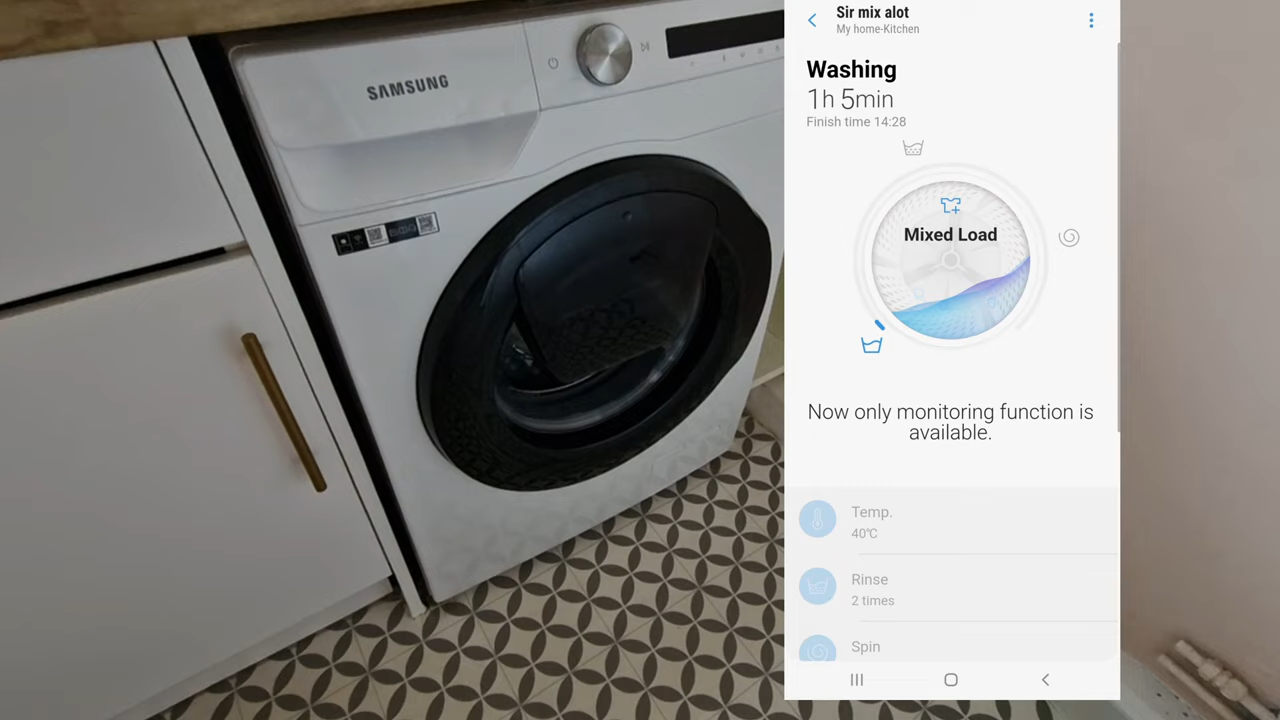 SAMSUNG
Sir mix alot
My home-Kitchen
Washing
1h 5min
Finish time 14:28
Mixed Load
Now only monitoring function is
available.
Temp.
40℃
Rinse
2 times
Spin